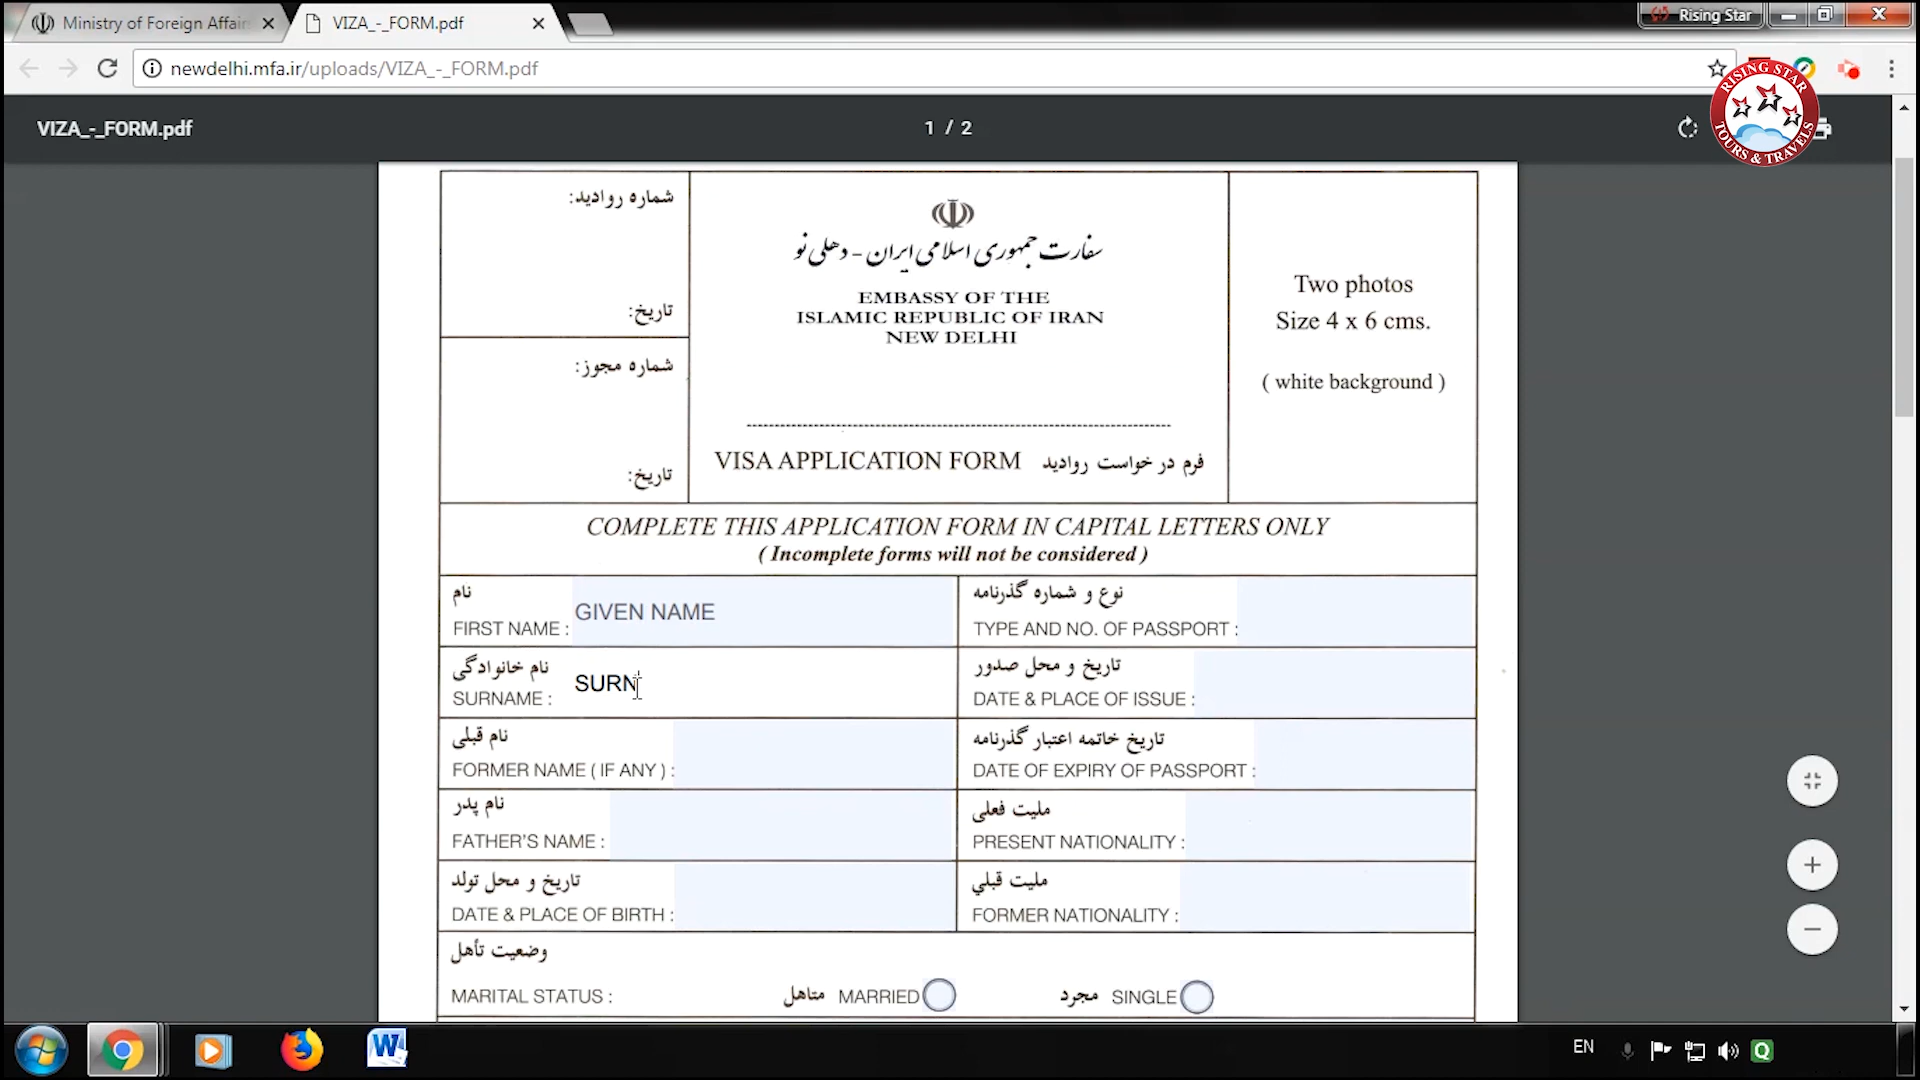 Ministry of Foreign Affair
VIZA_-_FORM.pdf
Rising Star
newdelhi.mfa.ir/uploads/VIZA_-_FORM.pdf
VIZA_-_FORM.pdf
1 / 2
RISING STAR
TOURS & TRAVELS
شماره روادید:
تاریخ:
شماره مجوز:
تاریخ:
سفارت جمهوری اسلامی ایران - دهلی نو
EMBASSY OF THE
ISLAMIC REPUBLIC OF IRAN
NEW DELHI
VISA APPLICATION FORM فرم در خواست روادید
Two photos
Size 4 x 6 cms.
( white background )
COMPLETE THIS APPLICATION FORM IN CAPITAL LETTERS ONLY
( Incomplete forms will not be considered )
نام
FIRST NAME : GIVEN NAME
نوع و شماره گذرنامه
TYPE AND NO. OF PASSPORT :
نام خانوادگی
SURNAME : SURN
تاریخ و محل صدور
DATE & PLACE OF ISSUE :
نام قبلی
FORMER NAME ( IF ANY ) :
تاریخ خاتمه اعتبار گذرنامه
DATE OF EXPIRY OF PASSPORT :
نام پدر
FATHER'S NAME :
ملیت فعلی
PRESENT NATIONALITY :
تاریخ و محل تولد
DATE & PLACE OF BIRTH :
ملیت قبلي
FORMER NATIONALITY :
وضعیت تأهل
MARITAL STATUS : متاهل MARRIED مجرد SINGLE
EN